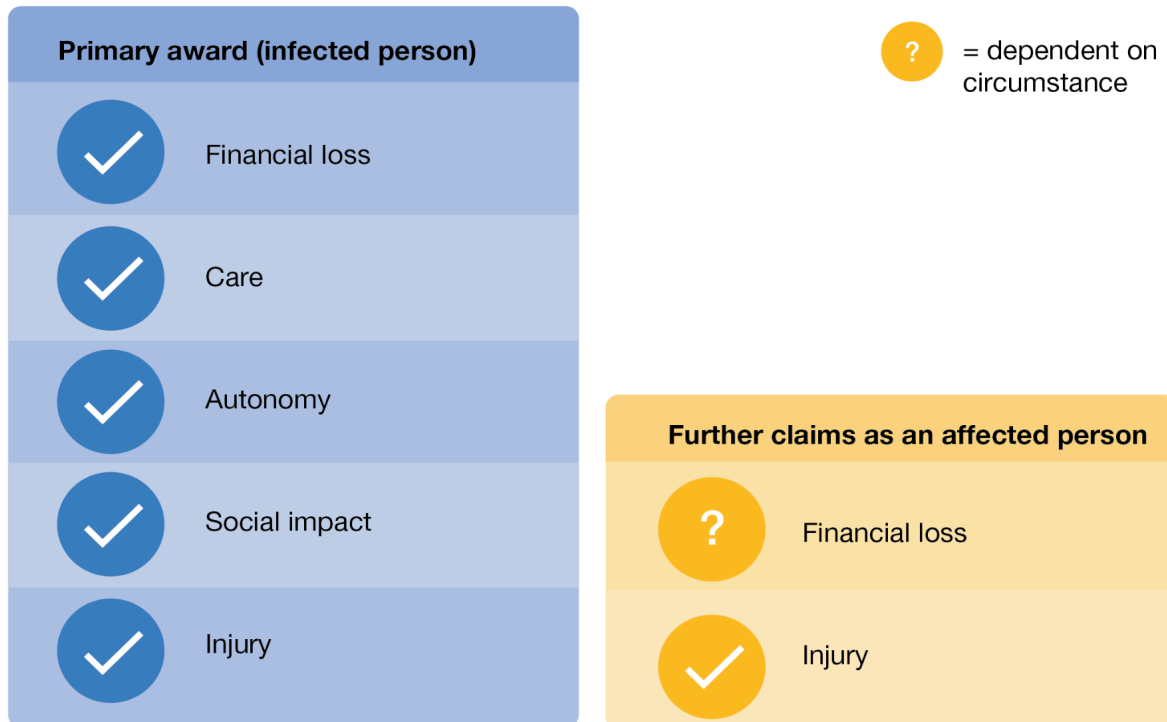 Primary award (infected person)
Financial loss
Care
Autonomy
Social impact
Injury
? = dependent on
circumstance
Further claims as an affected person
? Financial loss
Injury